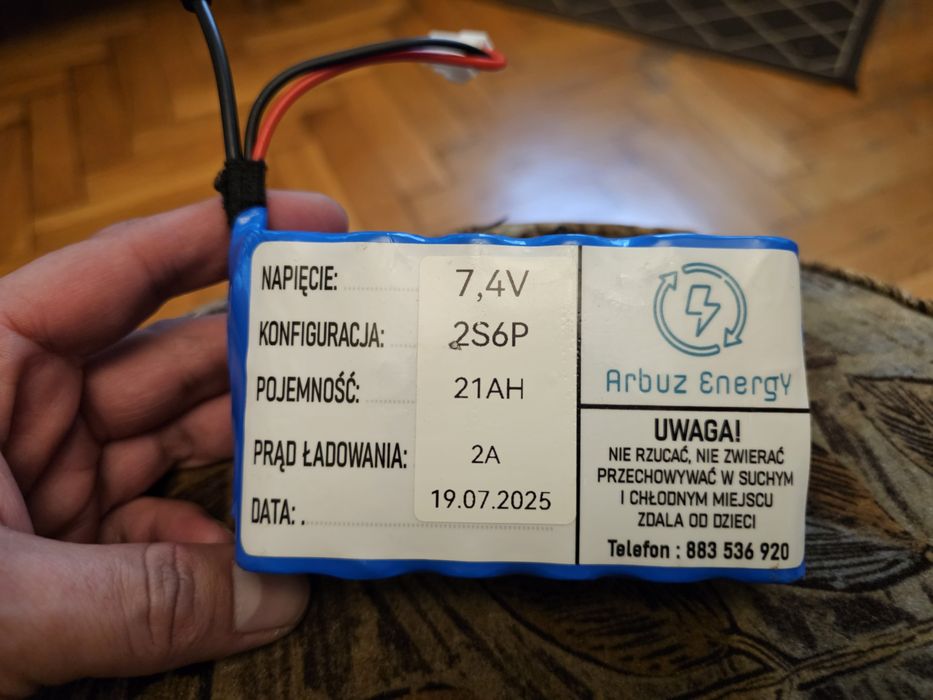 NAPIĘCIE: 7,4V
KONFIGURACJA: 2S6P
POJEMNOŚĆ: 21AH
PRĄD ŁADOWANIA: 2A
DATA: 19.07.2025
Arbuz EnergY
UWAGA!
NIE RZUCAĆ, NIE ZWIERAĆ
PRZECHOWYWAĆ W SUCHYM
I CHŁODNYM MIEJSCU
ZDALA OD DZIECI
Telefon : 883 536 920